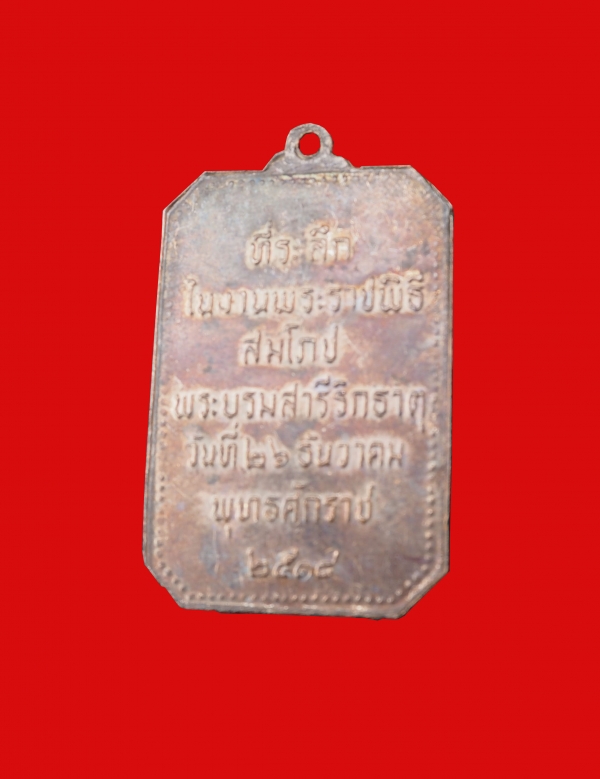 ที่ระลึก
ในงานพระราชพิธี
สมโภช
พระบรมสารีริกธาตุ
วันที่ ๒๖ ธันวาคม
พุทธศักราช
๒๕๑๙